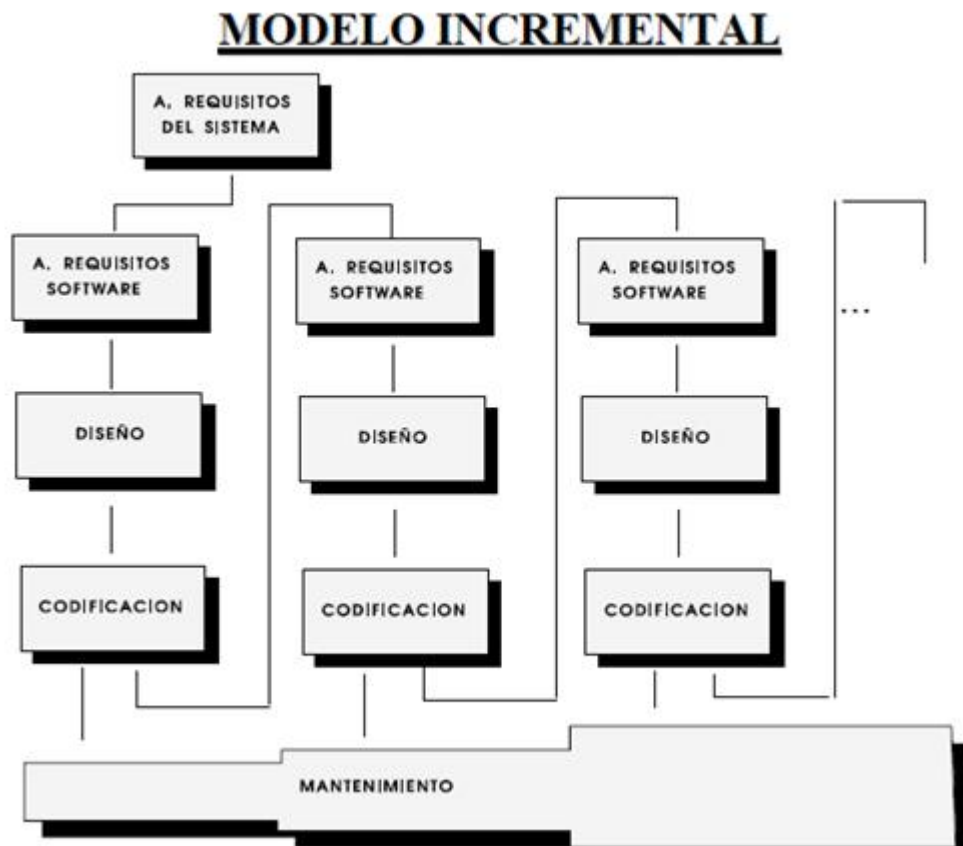 MODELO INCREMENTAL
A. REQUISITOS
DEL SISTEMA
A. REQUISITOS
SOFTWARE
A. REQUISITOS
SOFTWARE
A. REQUISITOS
SOFTWARE
...
DISEÑO
DISEÑO
DISEÑO
CODIFICACION
CODIFICACION
CODIFICACION
MANTENIMIENTO